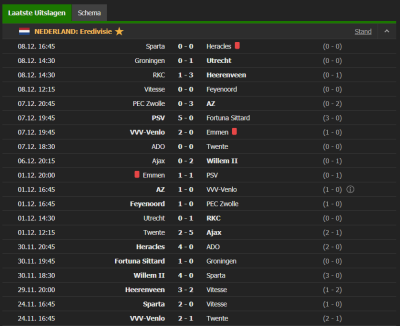 Laatste Uitslagen Schema
NEDERLAND: Eredivisie Stand
08.12. 16:45 Sparta 0 - 0 Heracles (0 - 0)
08.12. 14:30 Groningen 0 - 1 Utrecht (0 - 0)
08.12. 14:30 RKC 1 - 3 Heerenveen (0 - 1)
08.12. 12:15 Vitesse 0 - 0 Feyenoord (0 - 0)
07.12. 20:45 PEC Zwolle 0 - 3 AZ (0 - 2)
07.12. 19:45 PSV 5 - 0 Fortuna Sittard (3 - 0)
07.12. 19:45 VVV-Venlo 2 - 0 Emmen (1 - 0)
07.12. 18:30 ADO 0 - 0 Twente (0 - 0)
06.12. 20:15 Ajax 0 - 2 Willem II (0 - 1)
01.12. 20:00 Emmen 1 - 1 PSV (0 - 1)
01.12. 16:45 AZ 1 - 0 VVV-Venlo (1 - 0)
01.12. 16:45 Feyenoord 1 - 0 PEC Zwolle (1 - 0)
01.12. 14:30 Utrecht 0 - 1 RKC (0 - 0)
01.12. 12:15 Twente 2 - 5 Ajax (2 - 1)
30.11. 20:45 Heracles 4 - 0 ADO (2 - 0)
30.11. 19:45 Fortuna Sittard 1 - 0 Groningen (0 - 0)
30.11. 18:30 Willem II 4 - 0 Sparta (3 - 0)
29.11. 20:00 Heerenveen 3 - 2 Vitesse (1 - 2)
24.11. 16:45 Sparta 2 - 0 Vitesse (1 - 0)
24.11. 16:45 VVV-Venlo 2 - 1 Twente (2 - 1)